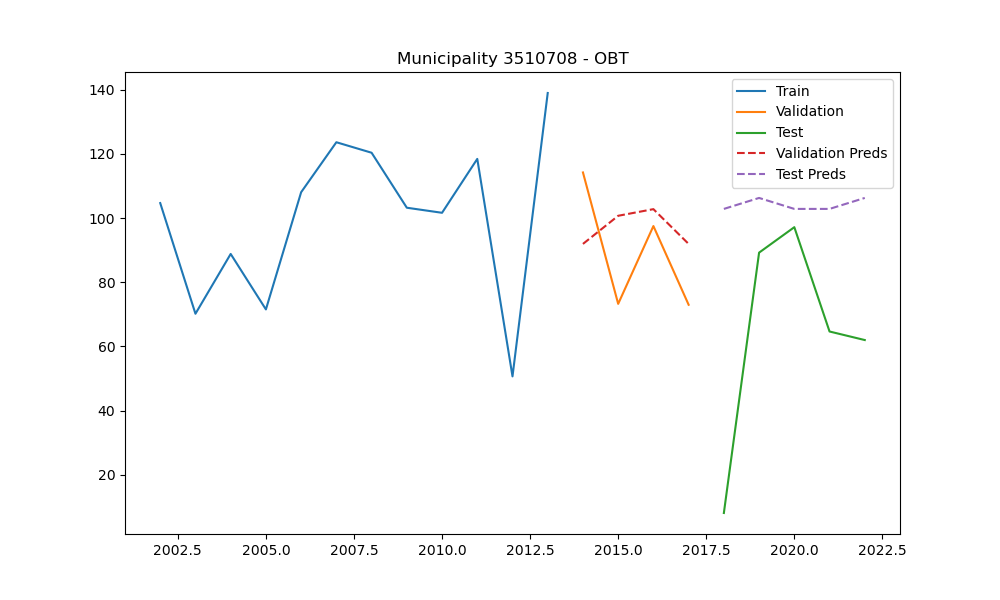 Municipality 3510708 - OBT
Train
Validation
Test
Validation Preds
Test Preds
140
120
100
80
60
40
20
2002.5 2005.0 2007.5 2010.0 2012.5 2015.0 2017.5 2020.0 2022.5